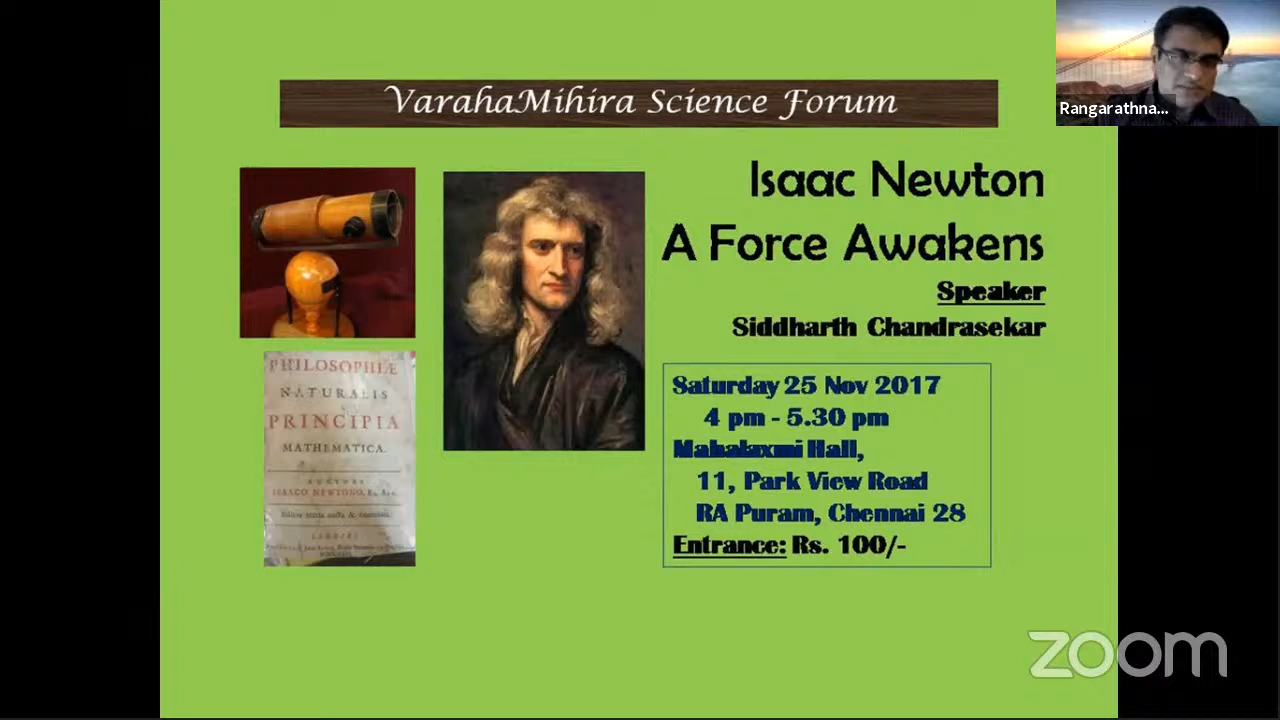 VarahaMihira Science Forum
Rangarathna...
Isaac Newton
A Force Awakens
Speaker
Siddharth Chandrasekar
Saturday 25 Nov 2017
4 pm - 5.30 pm
Mahalaxmi Hall,
11, Park View Road
RA Puram, Chennai 28
Entrance: Rs. 100/-
PHILOSOPHIÆ
NATURALIS
PRINCIPIA
MATHEMATICA.
zoom